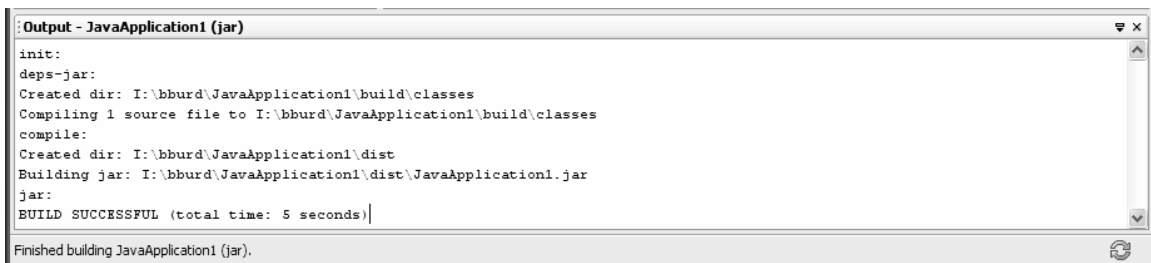 Output - JavaApplication1 (jar)
init:
deps-jar:
Created dir: I:\bburd\JavaApplication1\build\classes
Compiling 1 source file to I:\bburd\JavaApplication1\build\classes
compile:
Created dir: I:\bburd\JavaApplication1\dist
Building jar: I:\bburd\JavaApplication1\dist\JavaApplication1.jar
jar:
BUILD SUCCESSFUL (total time: 5 seconds)
Finished building JavaApplication1 (jar).